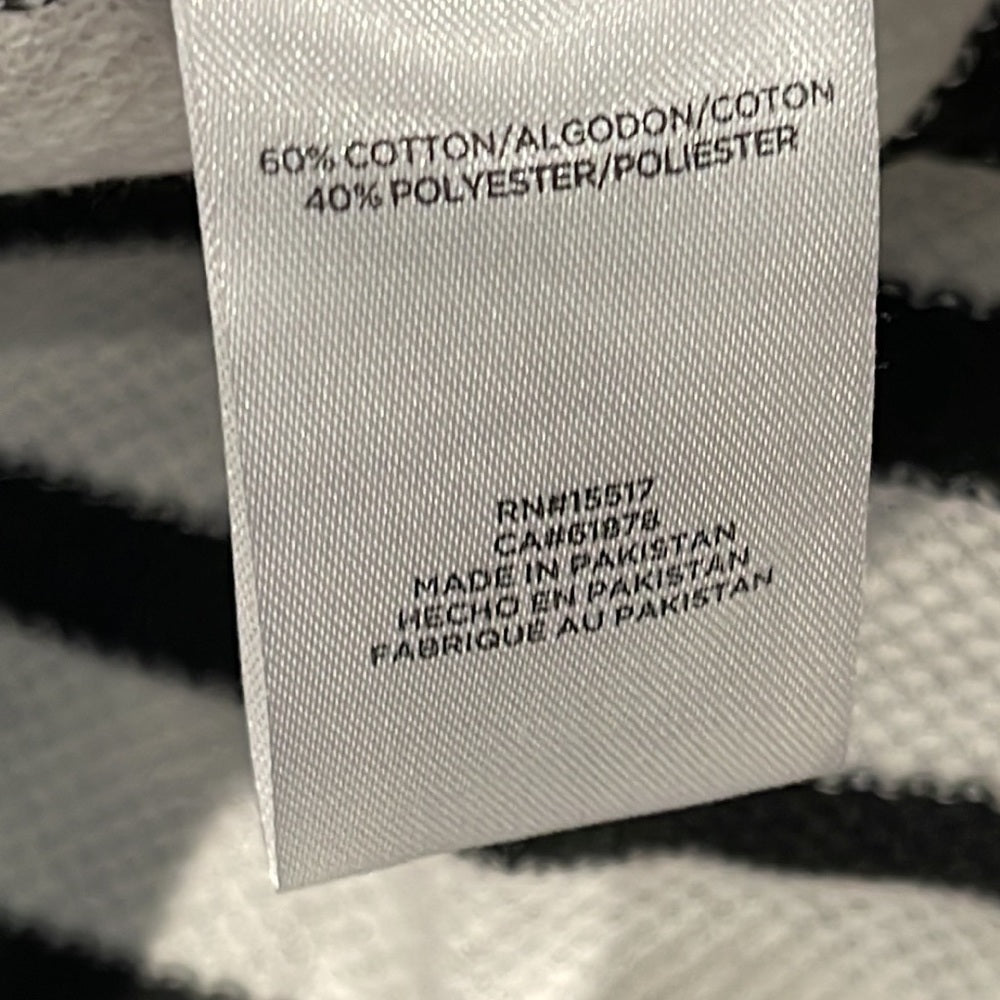 60% COTTON/ALGODON/COTON
40% POLYESTER/POLIESTER
RN#15517
CA#61878
MADE IN PAKISTAN
HECHO EN PAKISTAN
FABRIQUE AU PAKISTAN